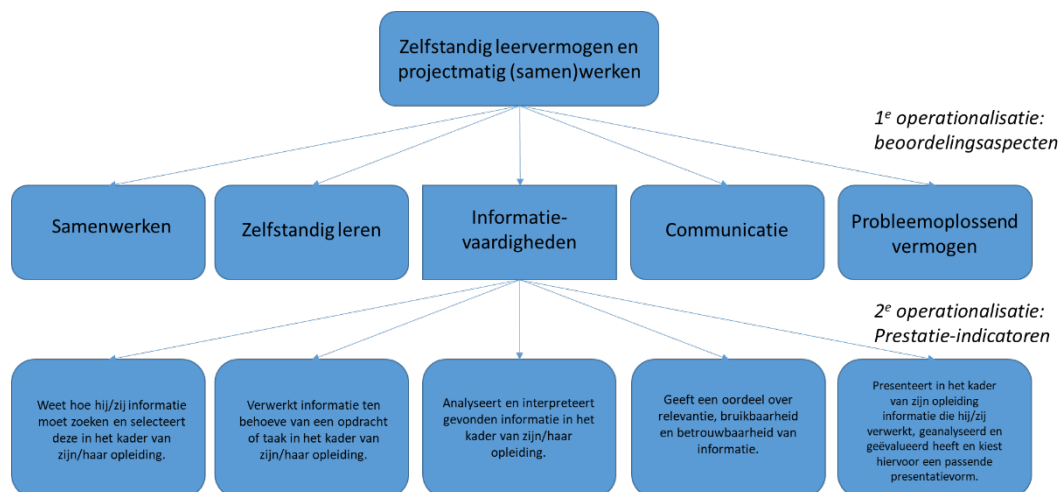 Zelfstandig leervermogen en
projectmatig (samen)werken
1e operationalisatie:
beoordelingsaspecten
Samenwerken
Zelfstandig leren
Informatie-
vaardigheden
Communicatie
Probleemoplossend
vermogen
2e operationalisatie:
Prestatie-indicatoren
Weet hoe hij/zij informatie
moet zoeken en selecteert
deze in het kader van
zijn/haar opleiding.
Verwerkt informatie ten
behoeve van een opdracht
of taak in het kader van
zijn/haar opleiding.
Analyseert en interpreteert
gevonden informatie in het
kader van zijn/haar
opleiding.
Geeft een oordeel over
relevantie, bruikbaarheid
en betrouwbaarheid van
informatie.
Presenteert in het kader
van zijn opleiding
informatie die hij/zij
verwerkt, geanalyseerd en
geëvalueerd heeft en kiest
hiervoor een passende
presentatievorm.